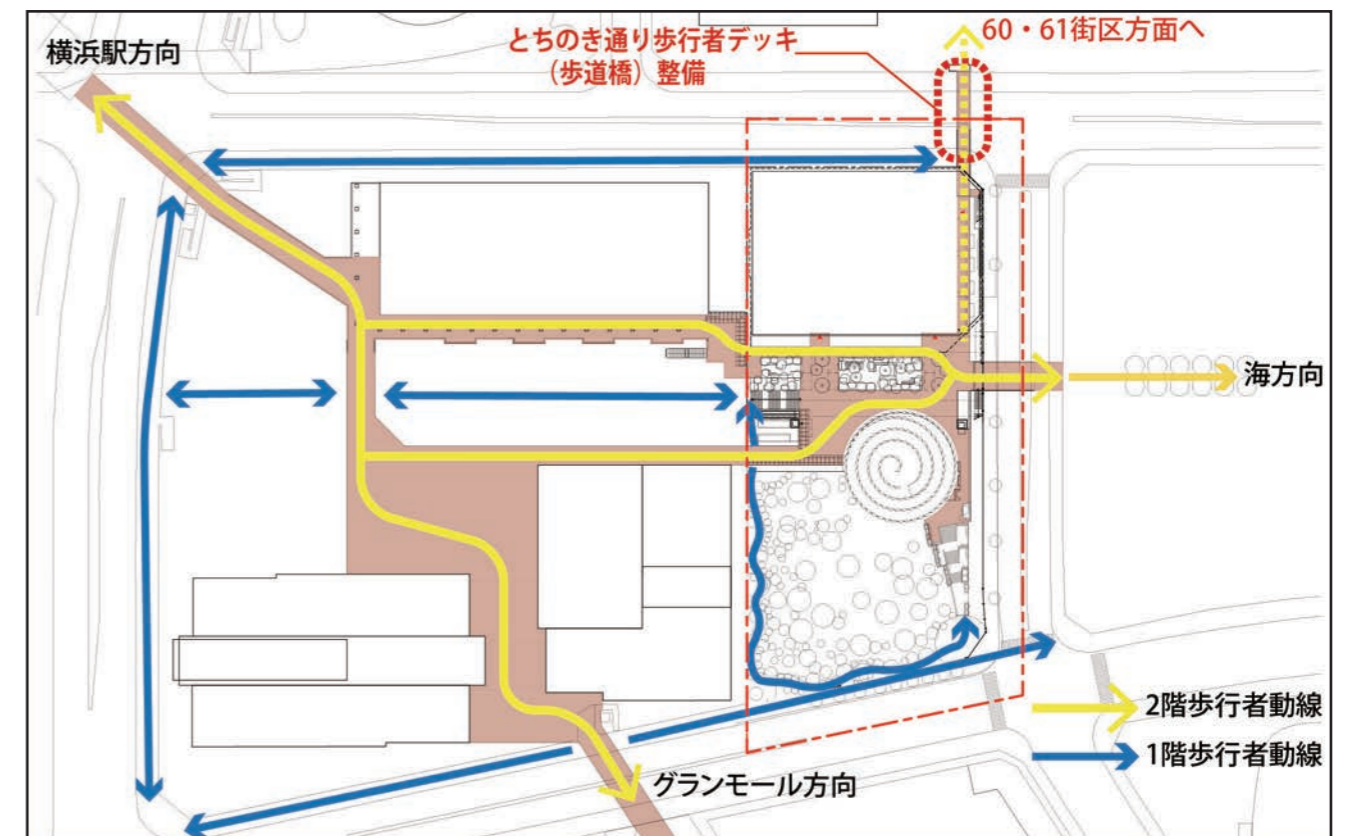 横浜駅方向
とちのき通り歩行者デッキ
（歩道橋）整備
60・61街区方面へ
海方向
2階歩行者動線
1階歩行者動線
グランモール方向